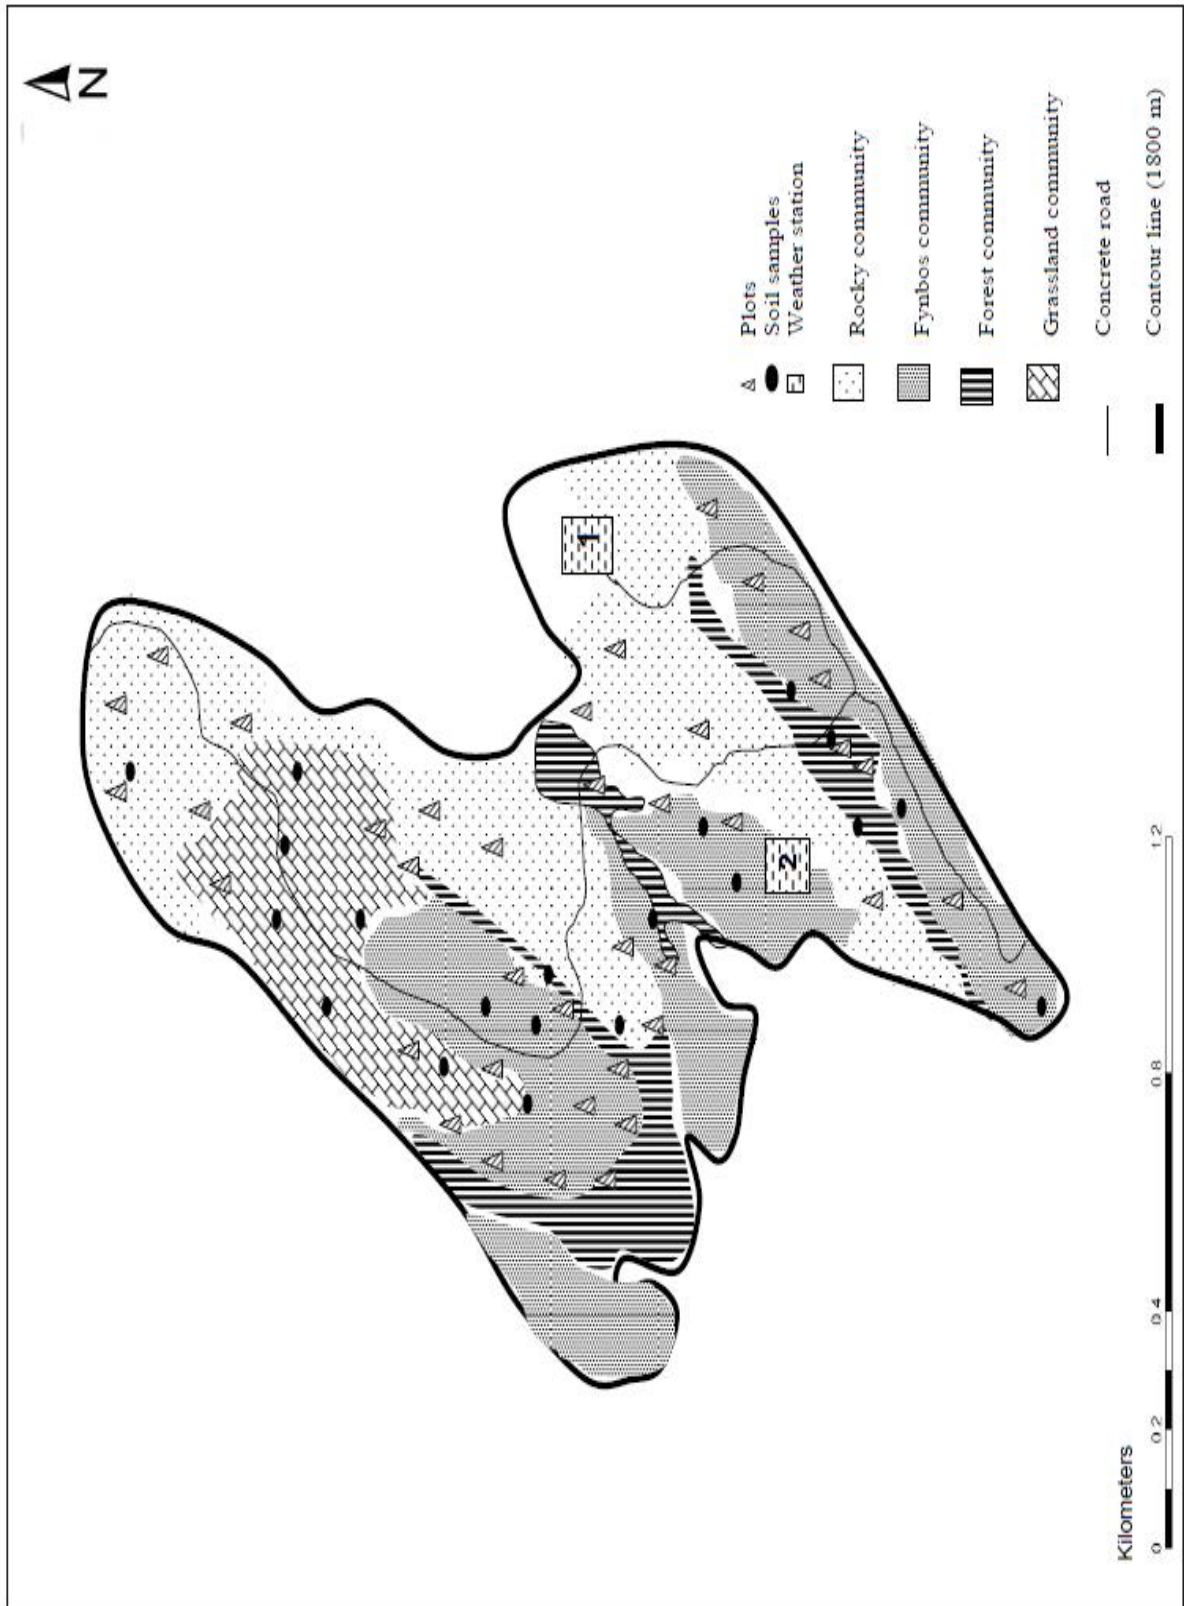 N
1
2
Plots
Soil samples
Weather station
Rocky community
Fynbos community
Forest community
Grassland community
Concrete road
Contour line (1800 m)
Kilometers
0 0.2 0.4 0.8 1.2